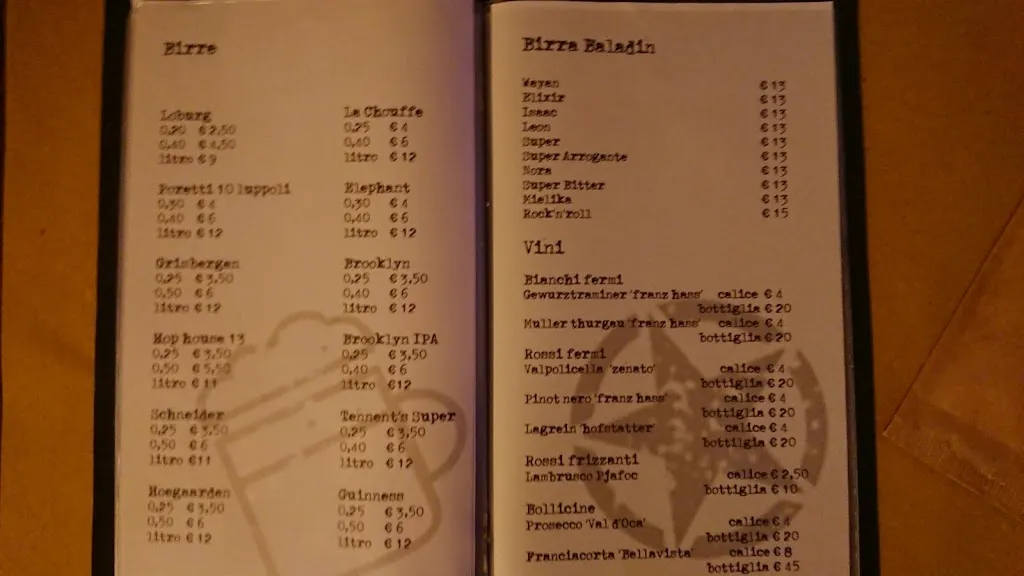 Birre
Loburg
0,20 € 2,50
0,40 € 4,50
litro € 9
Poretti 10 luppoli
0,30 € 4
0,40 € 6
litro € 12
Grisbergen
0,25 € 3,50
0,50 € 6
litro € 12
Hop house 13
0,25 € 3,50
0,50 € 5,50
litro € 11
Schneider
0,25 € 3,50
0,50 € 6
litro €11
Hoegaarden
0,25 € 3,50
0,50 € 6
litro € 12
La Chouffe
0,25 € 4
0,40 € 6
litro € 12
Elephant
0,30 € 4
0,40 € 6
litro € 12
Brooklyn
0,25 € 3,50
0,40 € 6
litro € 12
Brooklyn IPA
0,25 € 3,50
0,40 € 6
litro €12
Tennent's Super
0,25 € 3,50
0,40 € 6
litro € 12
Guinness
0,25 € 3,50
0,50 € 6
litro € 12
Birra Baladin
Wayan € 13
Elixir € 13
Isaac € 13
Leon € 13
Super € 13
Super Arrogante € 13
Nora € 13
Super Bitter € 13
Mielika € 13
Rock'n'roll € 15
Vini
Bianchi fermi
Gewurztraminer 'franz hass' calice € 4
bottiglia € 20
Muller thurgau 'franz hass' calice € 4
bottiglia € 20
Rossi fermi
Valpolicella 'zenato' calice € 4
bottiglia € 20
Pinot nero 'franz hass' calice € 4
bottiglia € 20
Lagrein 'hofstatter' calice € 4
bottilgia € 20
Rossi frizzanti
Lambrusco Pjafoc calice € 2,50
bottiglia € 10
Bollicine
Prosecco 'Val d'Oca' calice € 4
bottiglia € 20
Franciacorta 'Bellavista' calice € 8
bottiglia € 45